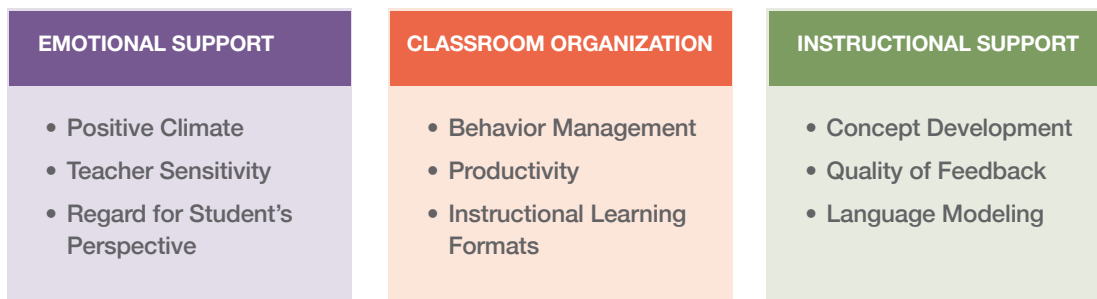 EMOTIONAL SUPPORT
• Positive Climate
• Teacher Sensitivity
• Regard for Student’s
Perspective
CLASSROOM ORGANIZATION
• Behavior Management
• Productivity
• Instructional Learning
Formats
INSTRUCTIONAL SUPPORT
• Concept Development
• Quality of Feedback
• Language Modeling